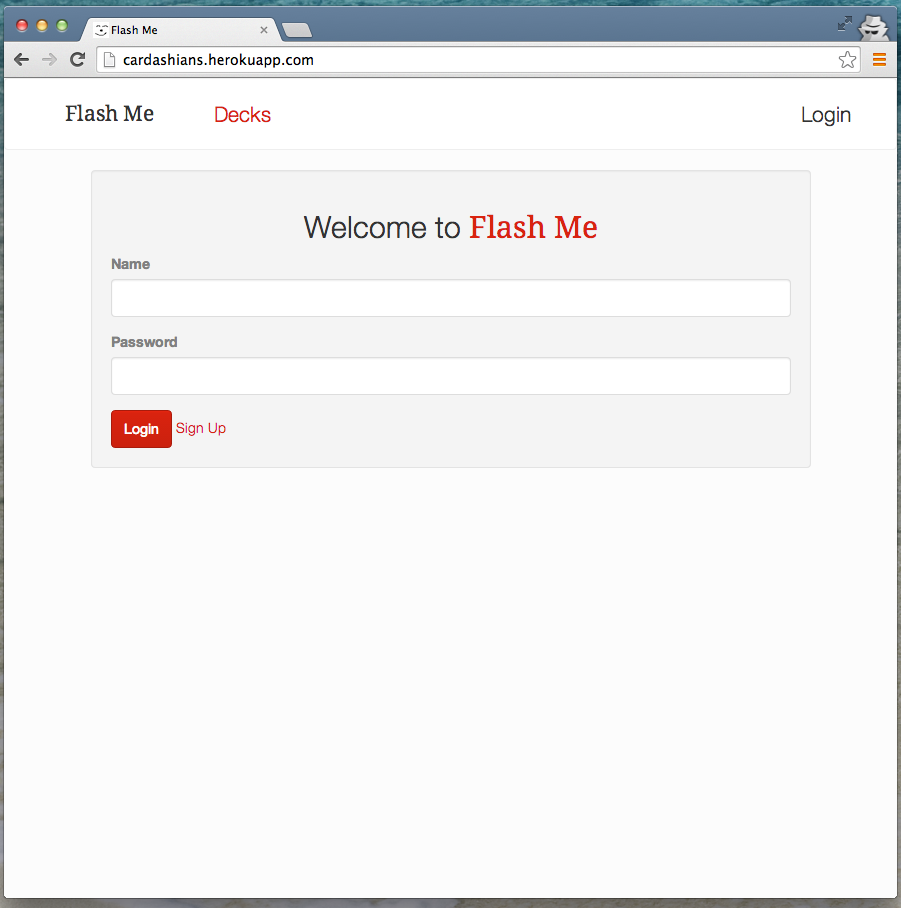 Flash Me
cardashians.herokuapp.com
Flash Me Decks Login
Welcome to Flash Me
Name
Password
Login Sign Up